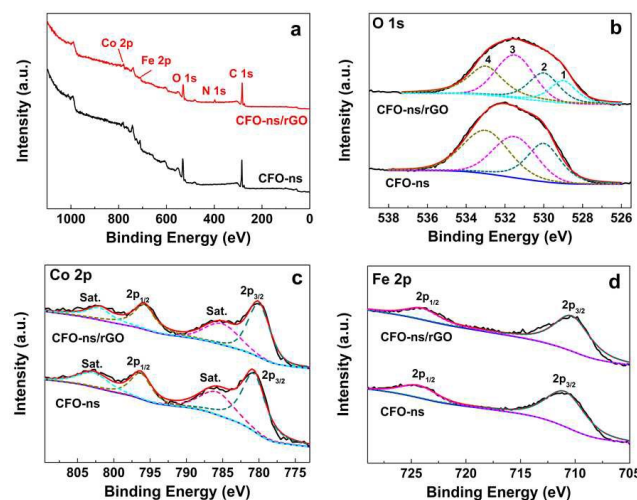 a
Co 2p
Fe 2p
O 1s
N 1s
C 1s
CFO-ns/rGO
CFO-ns
Intensity (a.u.)
1000 800 600 400 200 0
Binding Energy (eV)
O 1s
b
4 3 2 1
CFO-ns/rGO
CFO-ns
Intensity (a.u.)
538 536 534 532 530 528 526
Binding Energy (eV)
Co 2p
c
Sat. 2p1/2 Sat. 2p3/2
CFO-ns/rGO
Sat. 2p1/2 Sat. 2p3/2
CFO-ns
Intensity (a.u.)
805 800 795 790 785 780 775
Binding Energy (eV)
Fe 2p
d
2p1/2 2p3/2
CFO-ns/rGO
2p1/2 2p3/2
CFO-ns
Intensity (a.u.)
725 720 715 710 705
Binding Energy (eV)